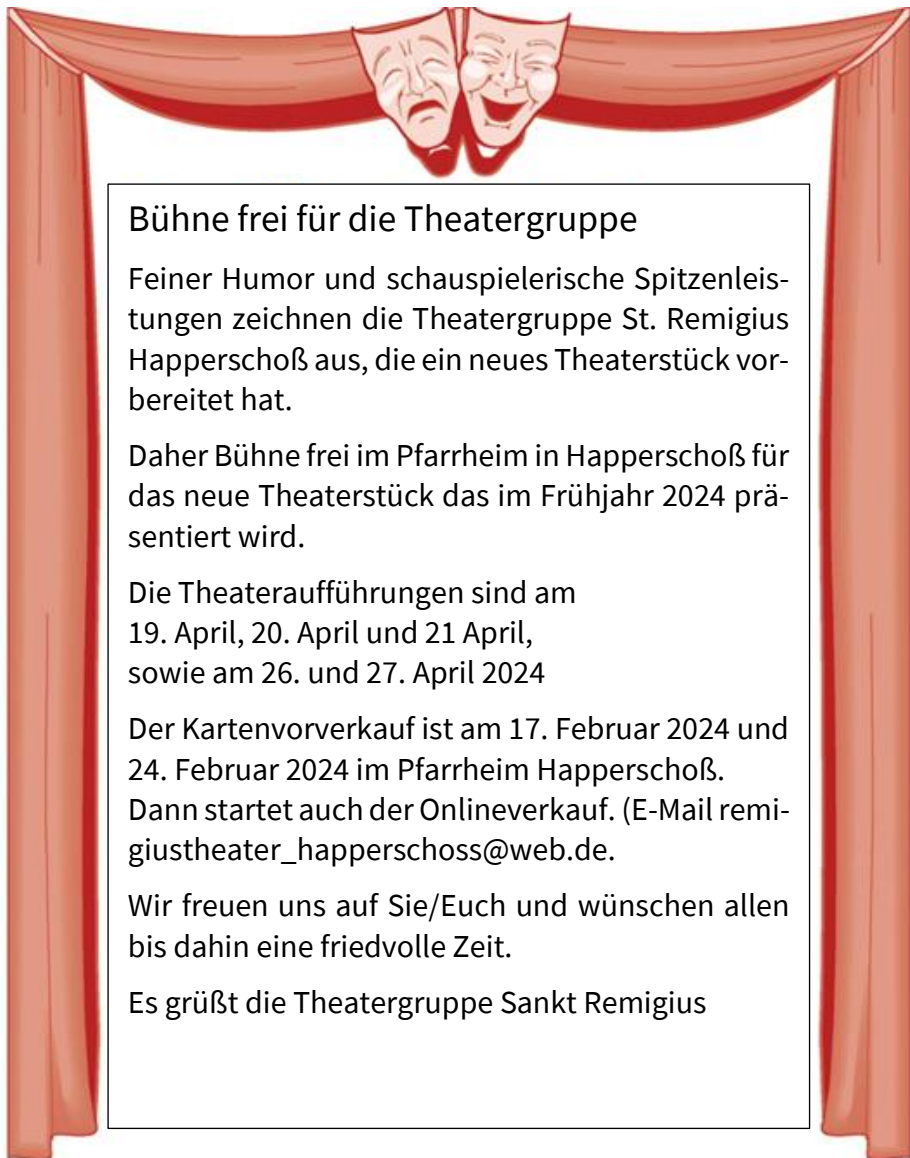 Bühne frei für die Theatergruppe
Feiner Humor und schauspielerische Spitzenleis-
tungen zeichnen die Theatergruppe St. Remigius
Happerschoß aus, die ein neues Theaterstück vor-
bereitet hat.
Daher Bühne frei im Pfarrheim in Happerschoß für
das neue Theaterstück das im Frühjahr 2024 prä-
sentiert wird.
Die Theateraufführungen sind am
19. April, 20. April und 21 April,
sowie am 26. und 27. April 2024
Der Kartenvorverkauf ist am 17. Februar 2024 und
24. Februar 2024 im Pfarrheim Happerschoß.
Dann startet auch der Onlineverkauf. (E-Mail remi-
giustheater_happerschoss@web.de.
Wir freuen uns auf Sie/Euch und wünschen allen
bis dahin eine friedvolle Zeit.
Es grüßt die Theatergruppe Sankt Remigius